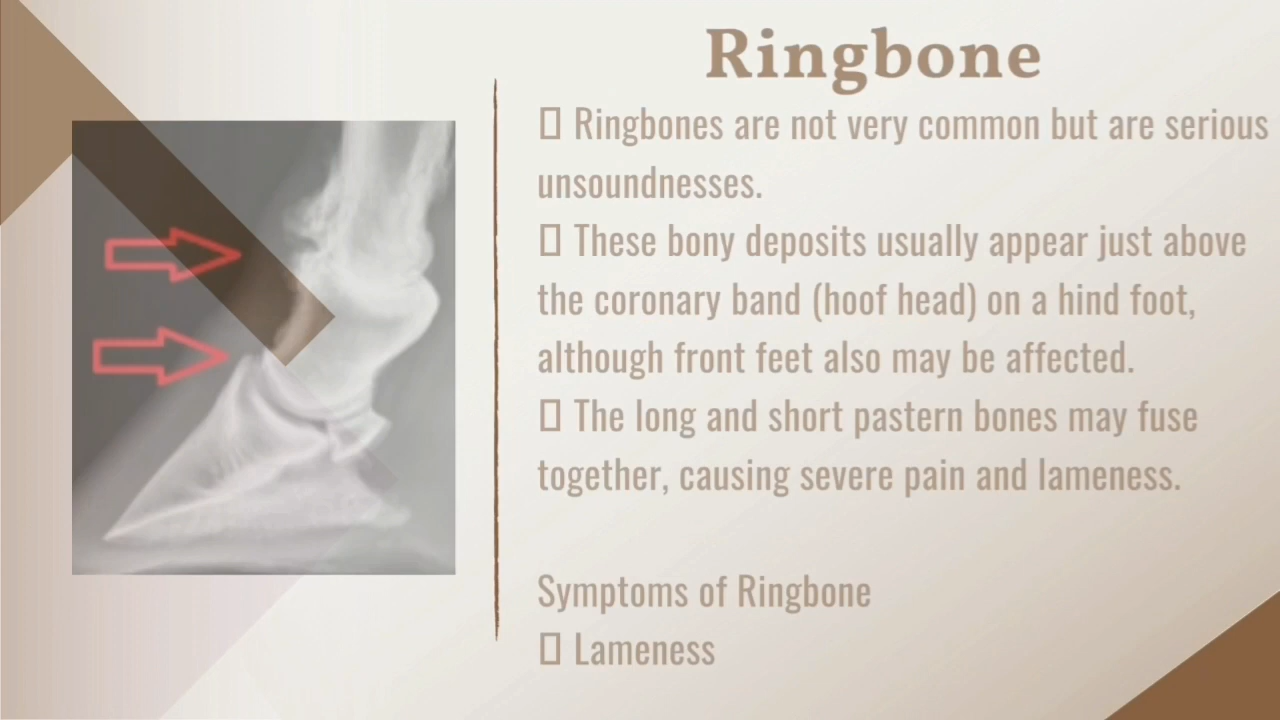 Ringbone
▯ Ringbones are not very common but are serious
unsoundnesses.
▯ These bony deposits usually appear just above
the coronary band (hoof head) on a hind foot,
although front feet also may be affected.
▯ The long and short pastern bones may fuse
together, causing severe pain and lameness.
Symptoms of Ringbone
▯ Lameness